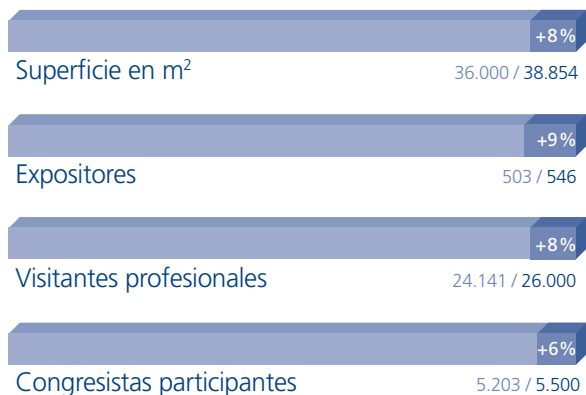 +8%
Superficie en m² 36.000 / 38.854
+9%
Expositores 503 / 546
+8%
Visitantes profesionales 24.141 / 26.000
+6%
Congresistas participantes 5.203 / 5.500